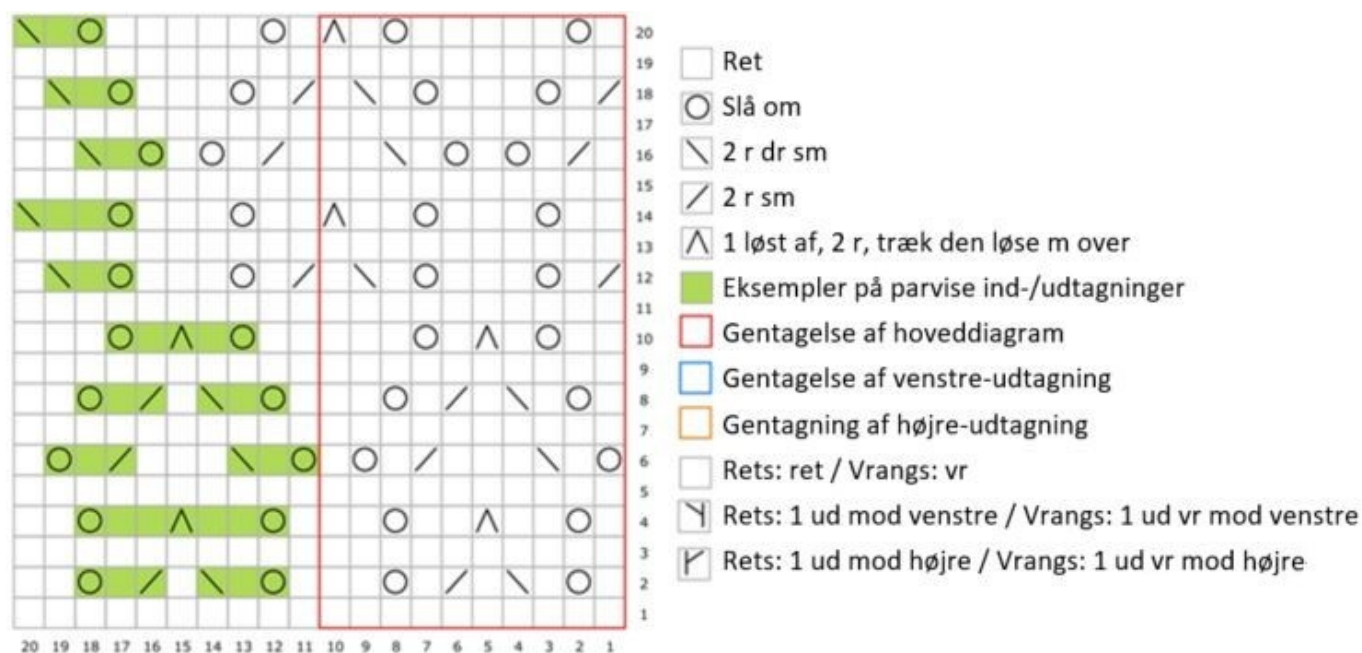 20
19
18
17
16
15
14
13
12
11
10
9
8
7
6
5
4
3
2
1
20 19 18 17 16 15 14 13 12 11 10 9 8 7 6 5 4 3 2 1
Ret
Slå om
2 r dr sm
2 r sm
1 løst af, 2 r, træk den løse m over
Eksempler på parvise ind-/udtagninger
Gentagelse af hoveddiagram
Gentagelse af venstre-udtagning
Gentagning af højre-udtagning
Rets: ret / Vrangs: vr
Rets: 1 ud mod venstre / Vrangs: 1 ud vr mod venstre
Rets: 1 ud mod højre / Vrangs: 1 ud vr mod højre